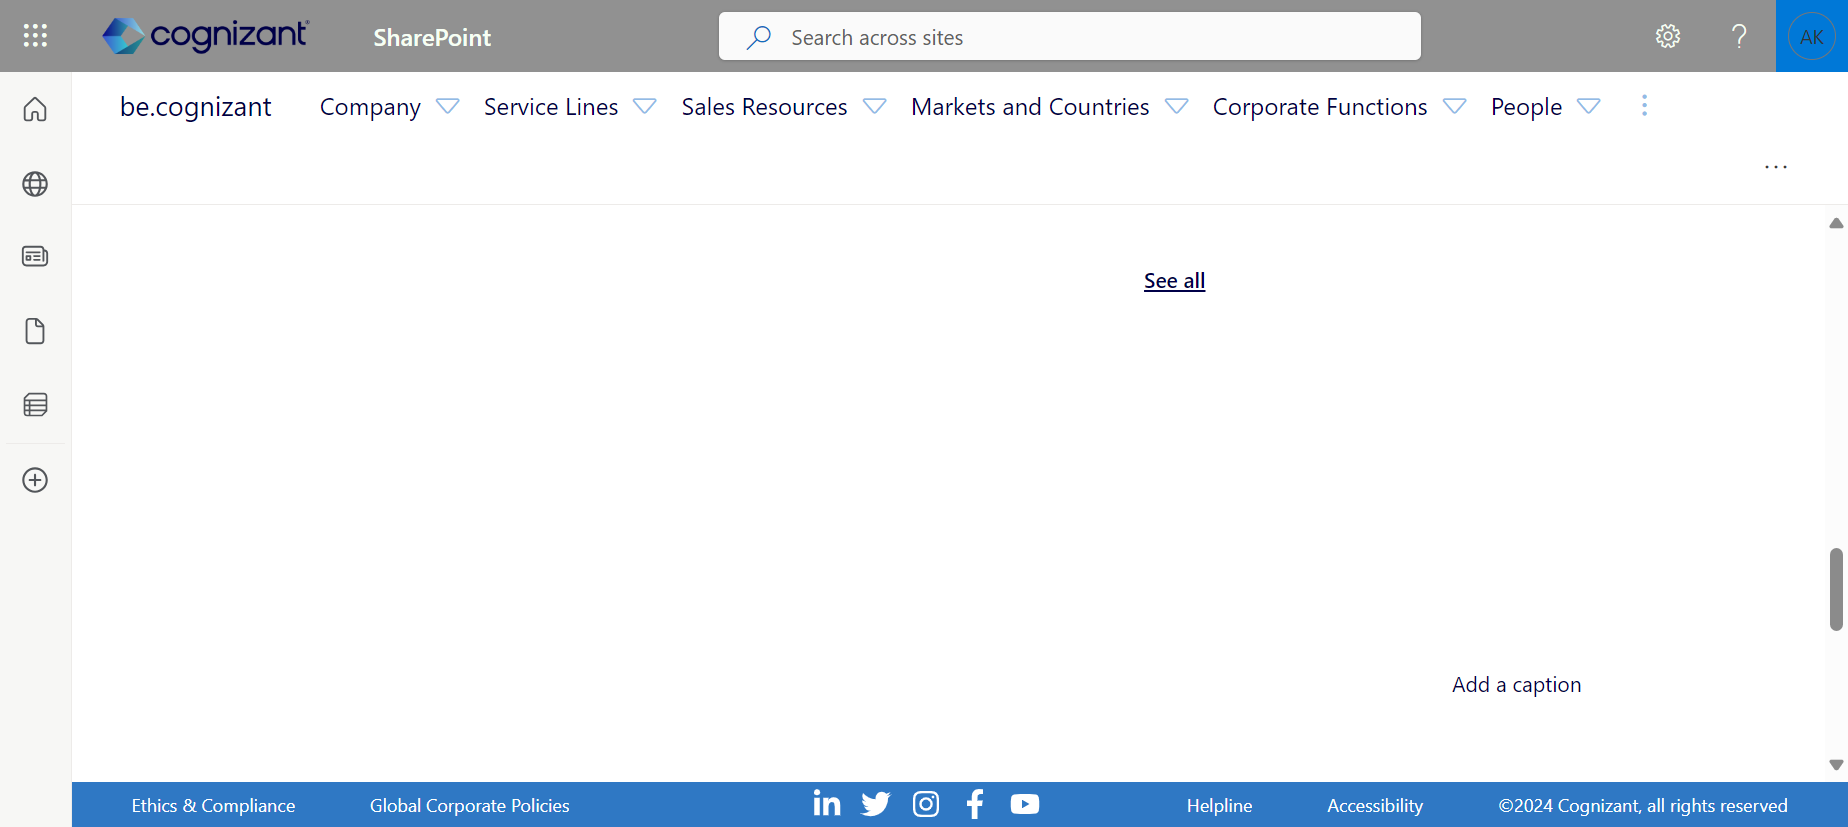 cognizant
SharePoint
Search across sites
AK
be.cognizant
Company
Service Lines
Sales Resources
Markets and Countries
Corporate Functions
People
See all
Add a caption
Ethics & Compliance
Global Corporate Policies
Helpline
Accessibility
©2024 Cognizant, all rights reserved